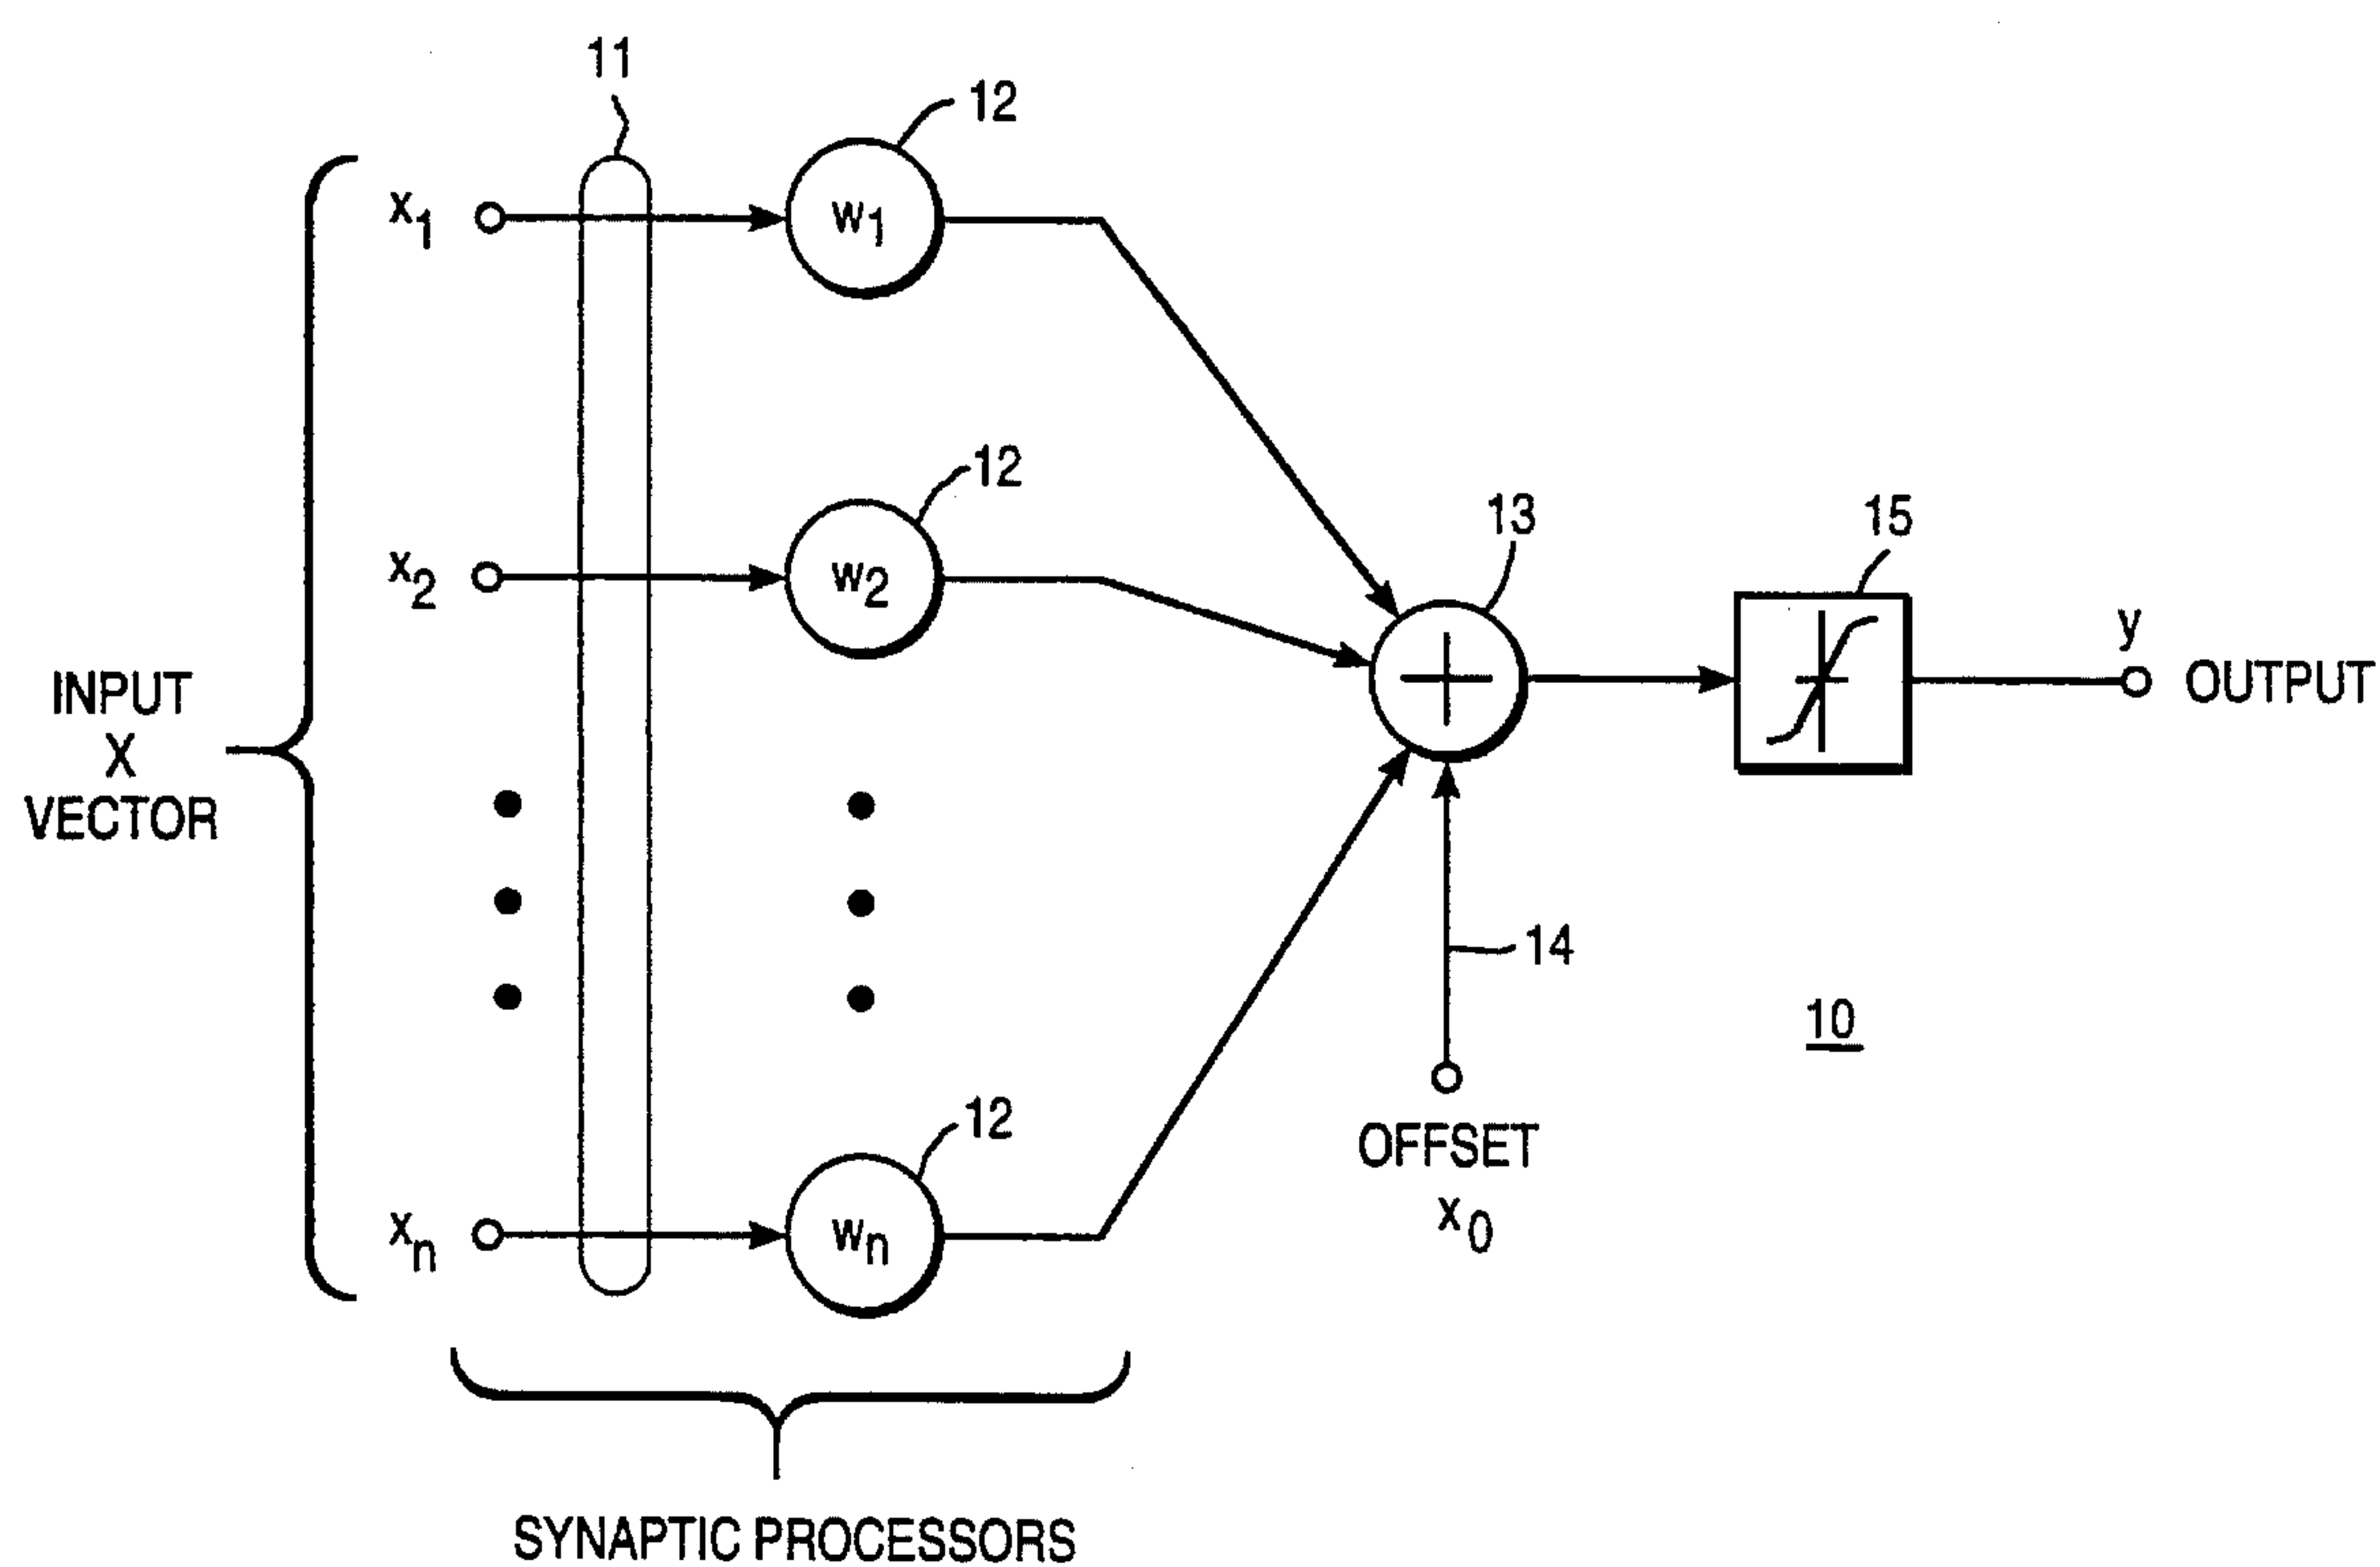 11
12
x1
w1
12
x2
w2
13
15
INPUT
X
VECTOR
y
OUTPUT
14
10
12
OFFSET
x0
xn
wn
SYNAPTIC PROCESSORS